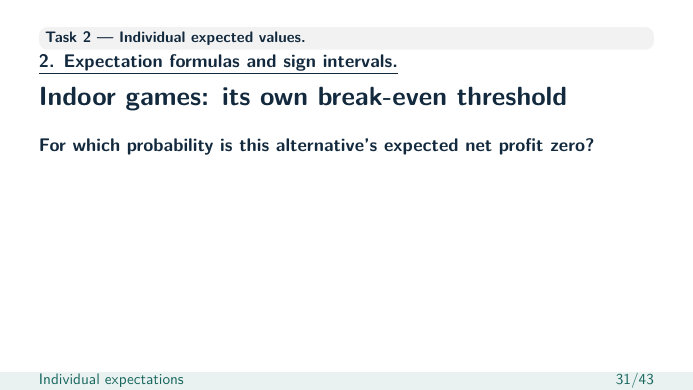 Task 2 — Individual expected values.
2. Expectation formulas and sign intervals.
Indoor games: its own break-even threshold
For which probability is this alternative's expected net profit zero?
Individual expectations
31/43